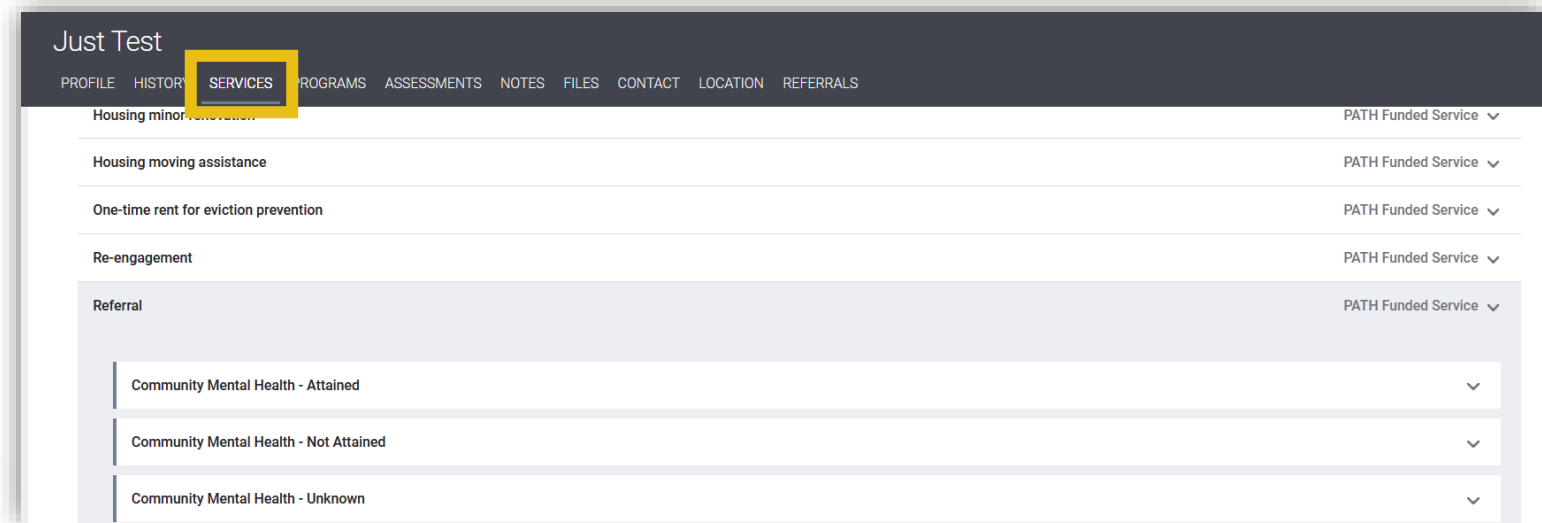 Just Test
PROFILE HISTORY SERVICES PROGRAMS ASSESSMENTS NOTES FILES CONTACT LOCATION REFERRALS
Housing minor renovation PATH Funded Service
Housing moving assistance PATH Funded Service
One-time rent for eviction prevention PATH Funded Service
Re-engagement PATH Funded Service
Referral PATH Funded Service
Community Mental Health - Attained
Community Mental Health - Not Attained
Community Mental Health - Unknown